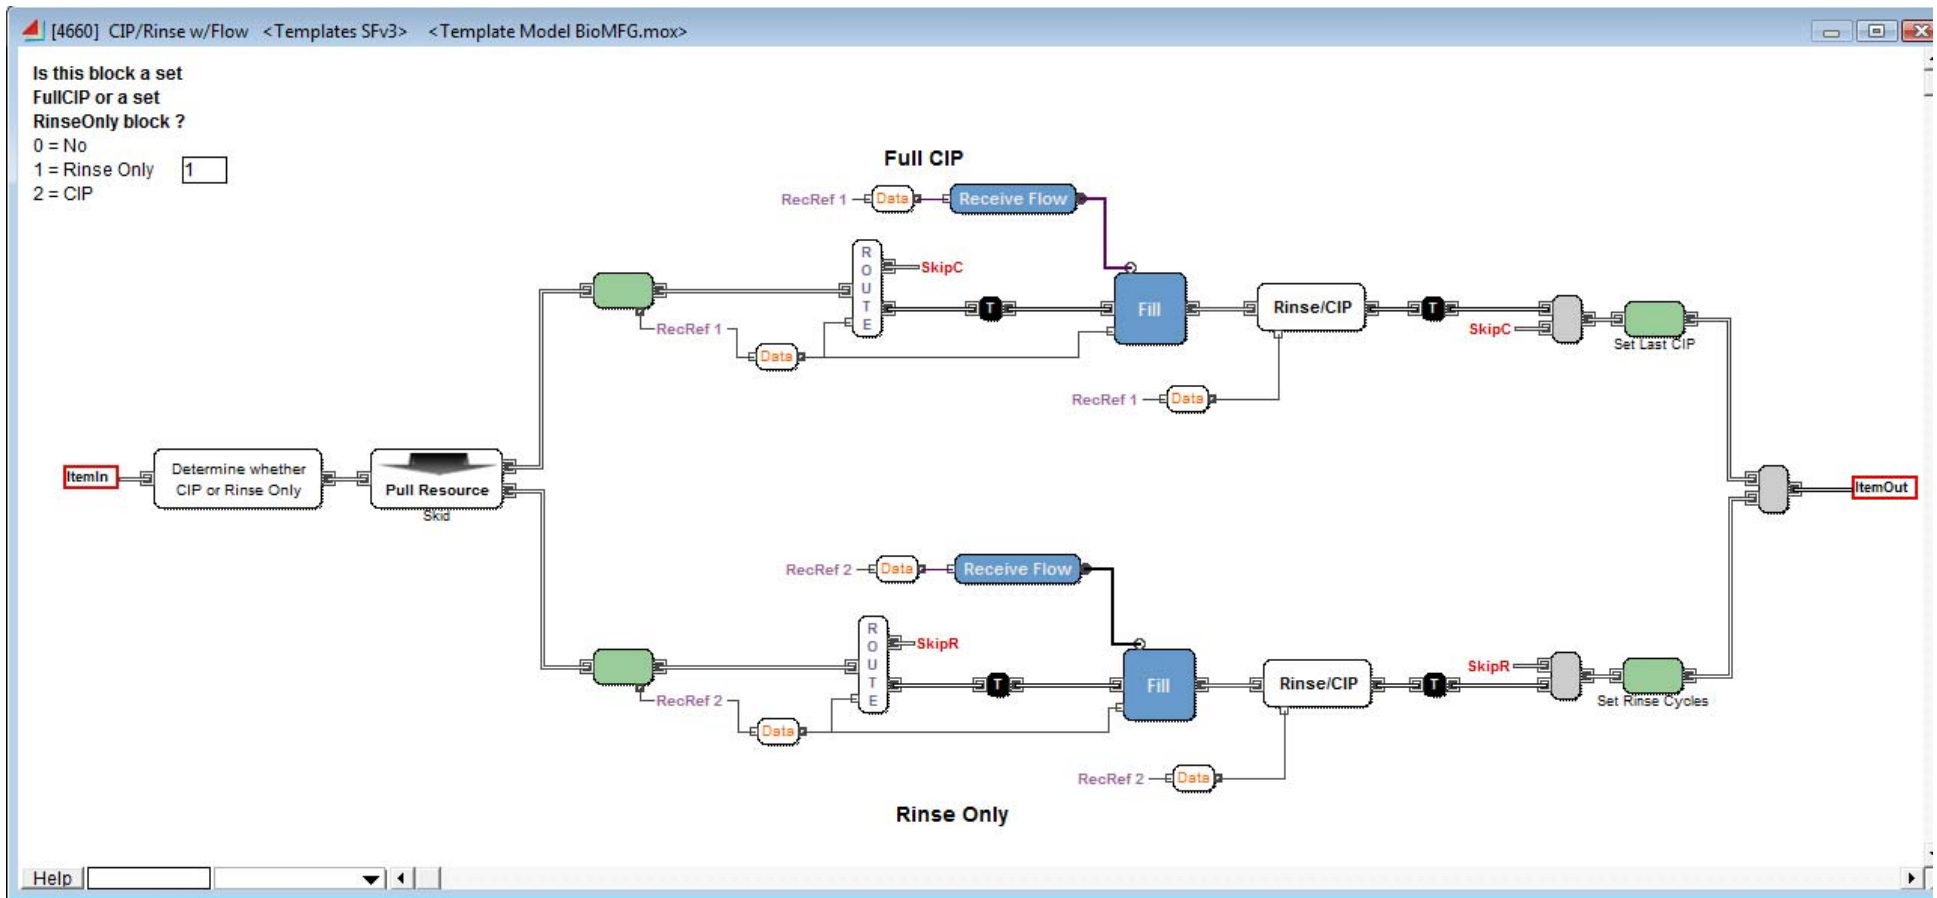 [4660] CIP/Rinse w/Flow <Templates SFv3> <Template Model BioMFG.mox>
Is this block a set
FullCIP or a set
RinseOnly block ?
0 = No
1 = Rinse Only 1
2 = CIP
Full CIP
RecRef 1 Data Receive Flow
ROUTE
SkipC
T
Fill
Rinse/CIP
T
SkipC
Set Last CIP
RecRef 1
Data
RecRef 1 Data
ItemIn
Determine whether
CIP or Rinse Only
Pull Resource
Skid
ItemOut
RecRef 2 Data Receive Flow
ROUTE
SkipR
T
Fill
Rinse/CIP
T
SkipR
Set Rinse Cycles
RecRef 2
Data
RecRef 2 Data
Rinse Only
Help